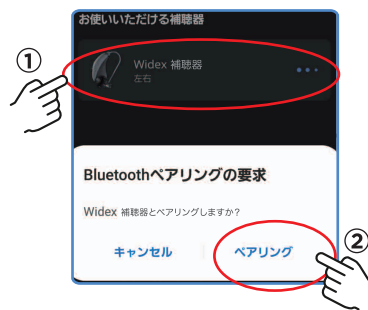 お使いいただける補聴器
①
Widex 補聴器
左右
Bluetoothペアリングの要求
Widex 補聴器とペアリングしますか?
②
キャンセル
ペアリング